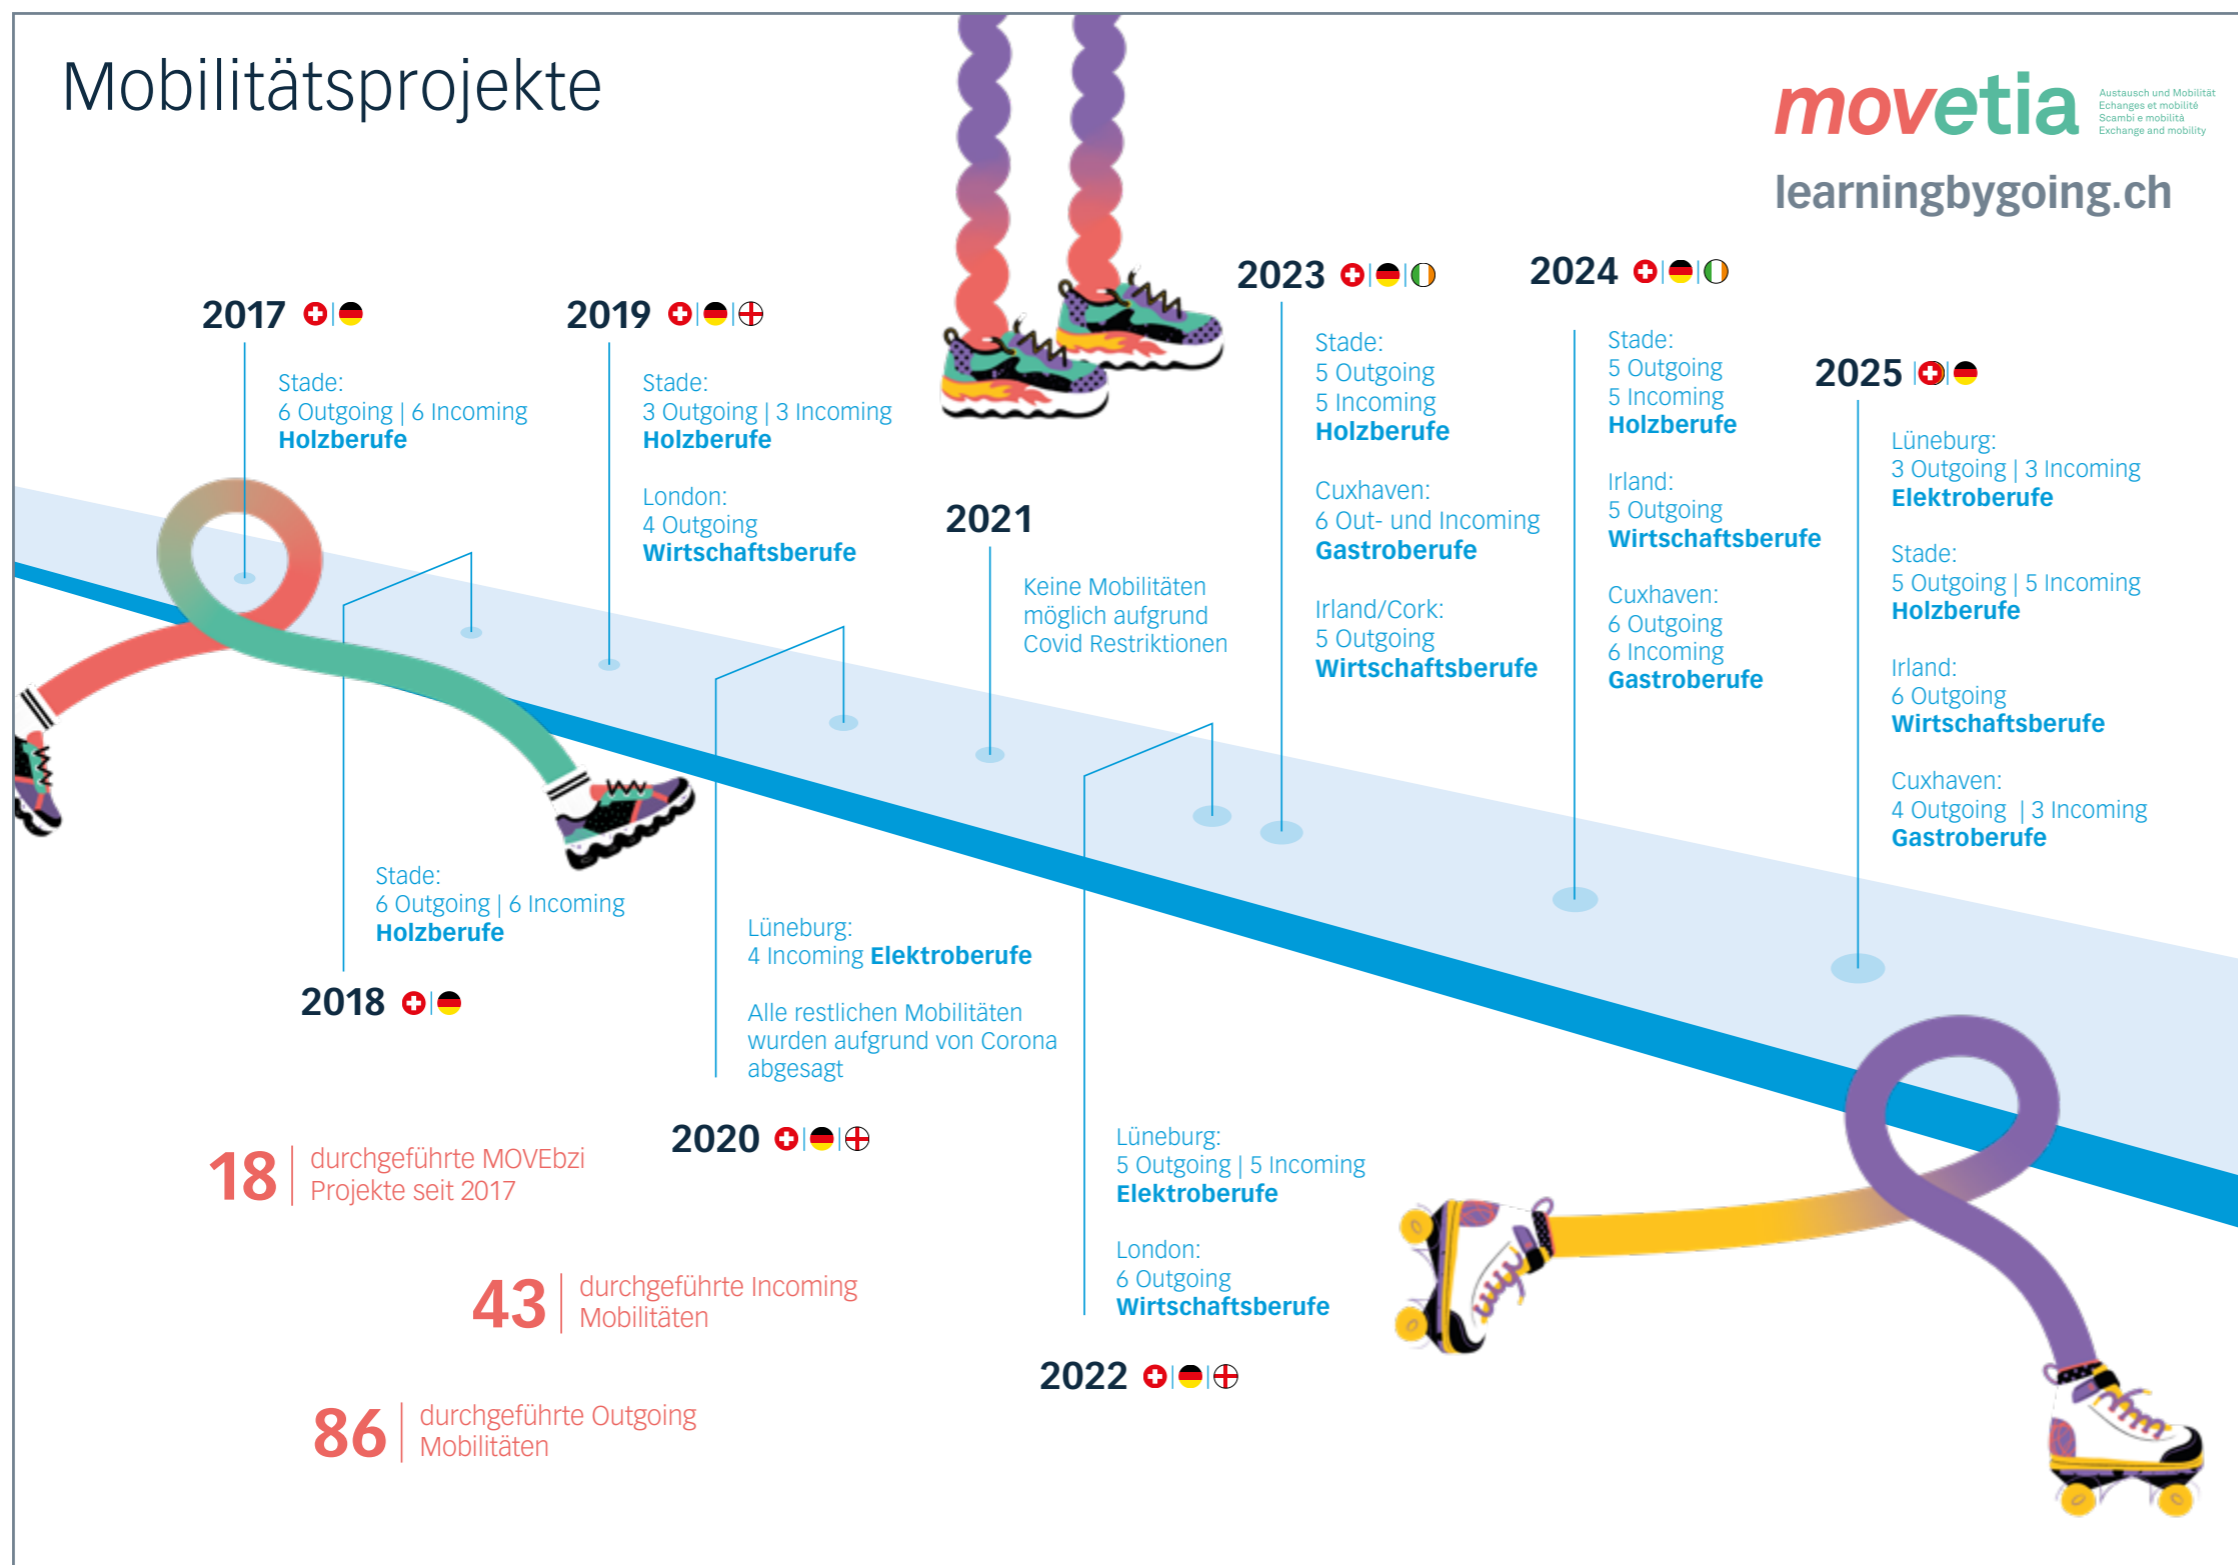 Mobilitätsprojekte
movetia
Austausch und Mobilität
Echanges et mobilité
Scambi e mobilità
Exchange and mobility
learningbygoing.ch
2017
Stade:
6 Outgoing | 6 Incoming
Holzberufe
2019
Stade:
3 Outgoing | 3 Incoming
Holzberufe
London:
4 Outgoing
Wirtschaftsberufe
2021
Keine Mobilitäten
möglich aufgrund
Covid Restriktionen
2023
Stade:
5 Outgoing
5 Incoming
Holzberufe
Cuxhaven:
6 Out- und Incoming
Gastroberufe
Irland/Cork:
5 Outgoing
Wirtschaftsberufe
2024
Stade:
5 Outgoing
5 Incoming
Holzberufe
Irland:
5 Outgoing
Wirtschaftsberufe
Cuxhaven:
6 Outgoing
6 Incoming
Gastroberufe
2025
Lüneburg:
3 Outgoing | 3 Incoming
Elektroberufe
Stade:
5 Outgoing | 5 Incoming
Holzberufe
Irland:
6 Outgoing
Wirtschaftsberufe
Cuxhaven:
4 Outgoing | 3 Incoming
Gastroberufe
Stade:
6 Outgoing | 6 Incoming
Holzberufe
2018
Lüneburg:
4 Incoming Elektroberufe
Alle restlichen Mobilitäten
wurden aufgrund von Corona
abgesagt
2020
Lüneburg:
5 Outgoing | 5 Incoming
Elektroberufe
London:
6 Outgoing
Wirtschaftsberufe
2022
18
durchgeführte MOVEbzi
Projekte seit 2017
43
durchgeführte Incoming
Mobilitäten
86
durchgeführte Outgoing
Mobilitäten